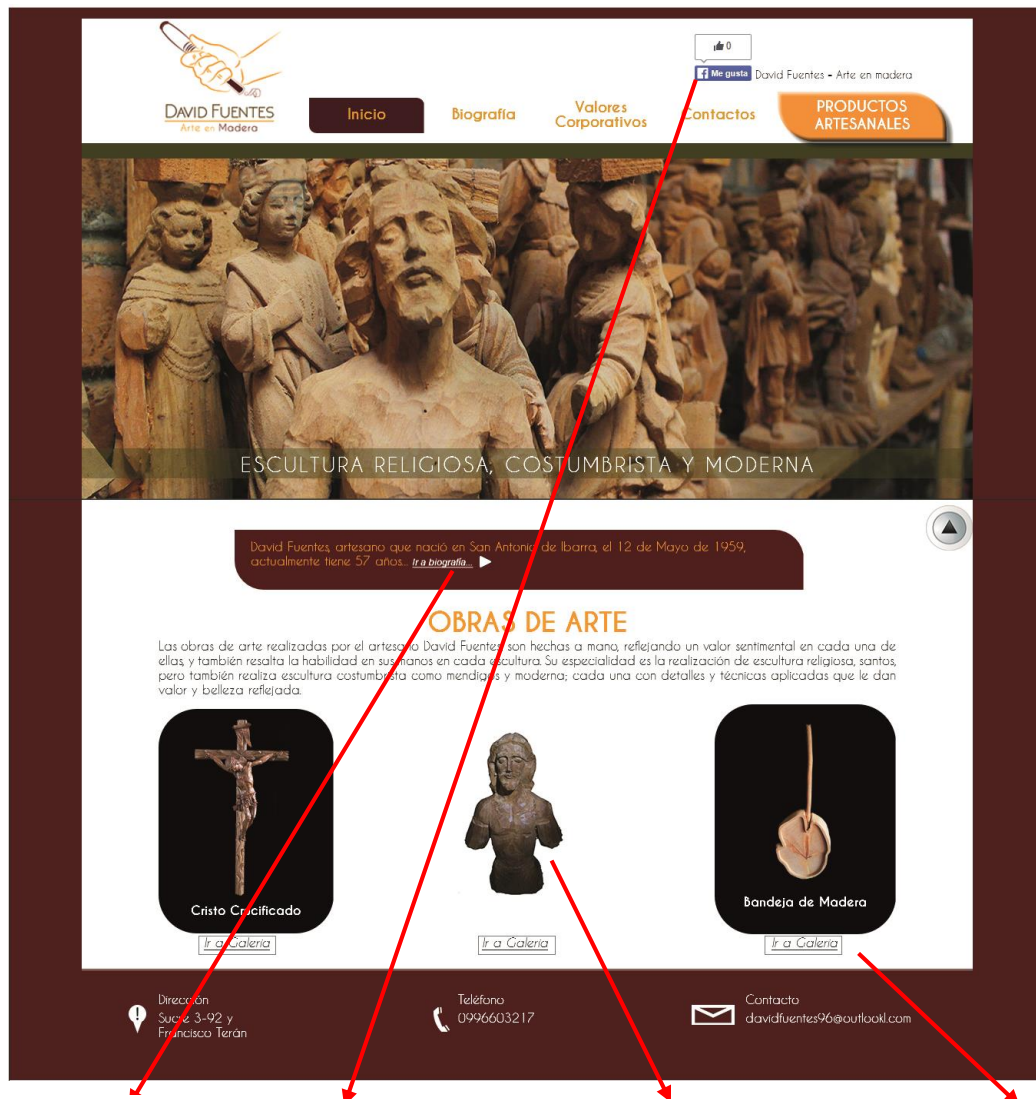 0
Me gusta David Fuentes - Arte en madera
DAVID FUENTES
Arte en Madera
Inicio
Biografía
Valores
Corporativos
Contactos
PRODUCTOS
ARTESANALES
ESCULTURA RELIGIOSA, COSTUMBRISTA Y MODERNA
David Fuentes, artesano que nació en San Antonio de Ibarra, el 12 de Mayo de 1959,
actualmente tiene 57 años... Ir a biografía...
OBRAS DE ARTE
Las obras de arte realizadas por el artesano David Fuentes, son hechas a mano, reflejando un valor sentimental en cada una de
ellas, y también resalta la habilidad en sus manos en cada escultura. Su especialidad es la realización de escultura religiosa, santos,
pero también realiza escultura costumbrista como mendigos y moderna; cada una con detalles y técnicas aplicadas que le dan
valor y belleza reflejada.
Cristo Crucificado
Bandeja de Madera
Ir a Galeria
Ir a Galeria
Ir a Galeria
Dirección
Sucre 3-92 y
Francisco Terán
Teléfono
0996603217
Contacto
davidfuentes96@outlookl.com